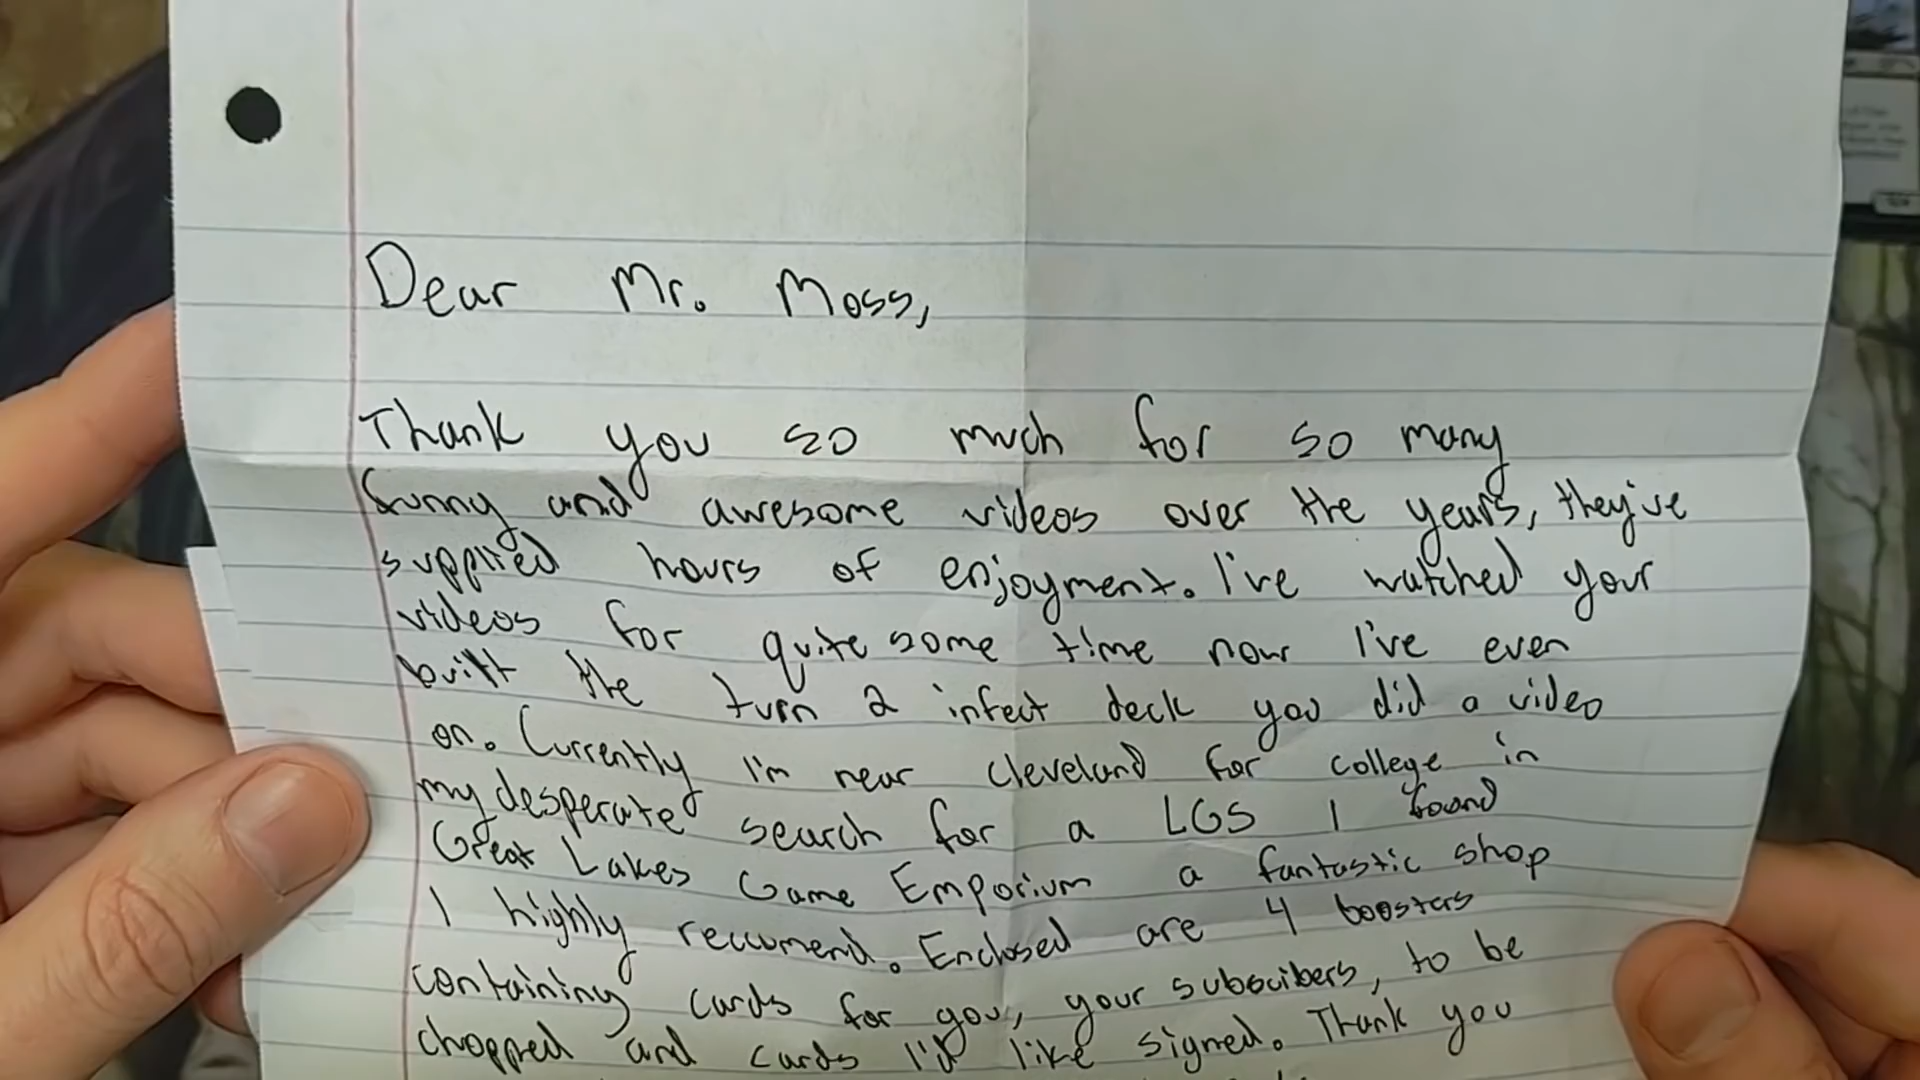 Dear Mr. Moss,
Thank you so much for so many
funny and awesome videos over the years, they've
supplied hours of enjoyment. I've watched your
videos for quite some time now I've even
built the turn 2 infect deck you did a video
on. Currently I'm near Cleveland for college in
my desperate search for a LGS I found
Great Lakes Game Emporium a fantastic shop
I highly reccomend. Enclosed are 4 boosters
containing cards for you, your subscibers, to be
chopped and cards I'd like signed. Thank you